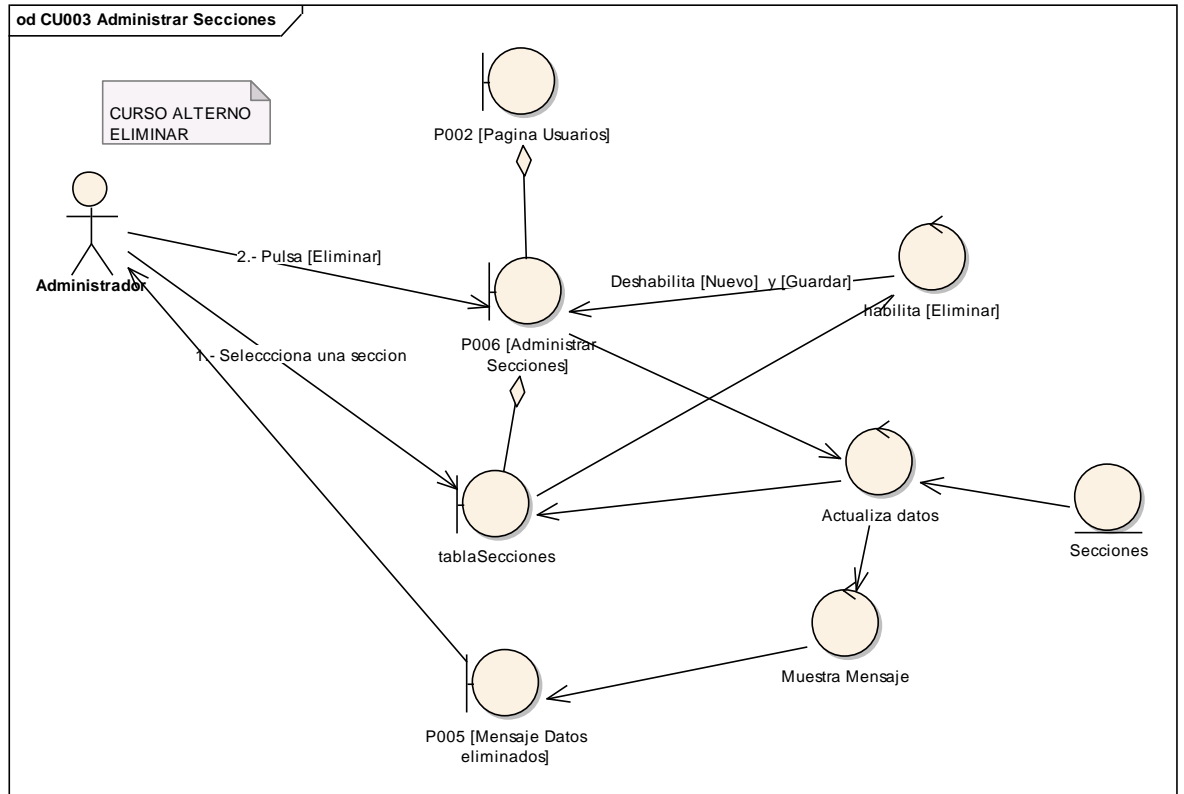 od CU003 Administrar Secciones
CURSO ALTERNO
ELIMINAR
P002 [Pagina Usuarios]
Administrador
2.- Pulsa [Eliminar]
Deshabilita [Nuevo] y [Guardar]
habilita [Eliminar]
P006 [Administrar
Secciones]
1.- Seleccciona una seccion
tablaSecciones
Actualiza datos
Secciones
Muestra Mensaje
P005 [Mensaje Datos
eliminados]